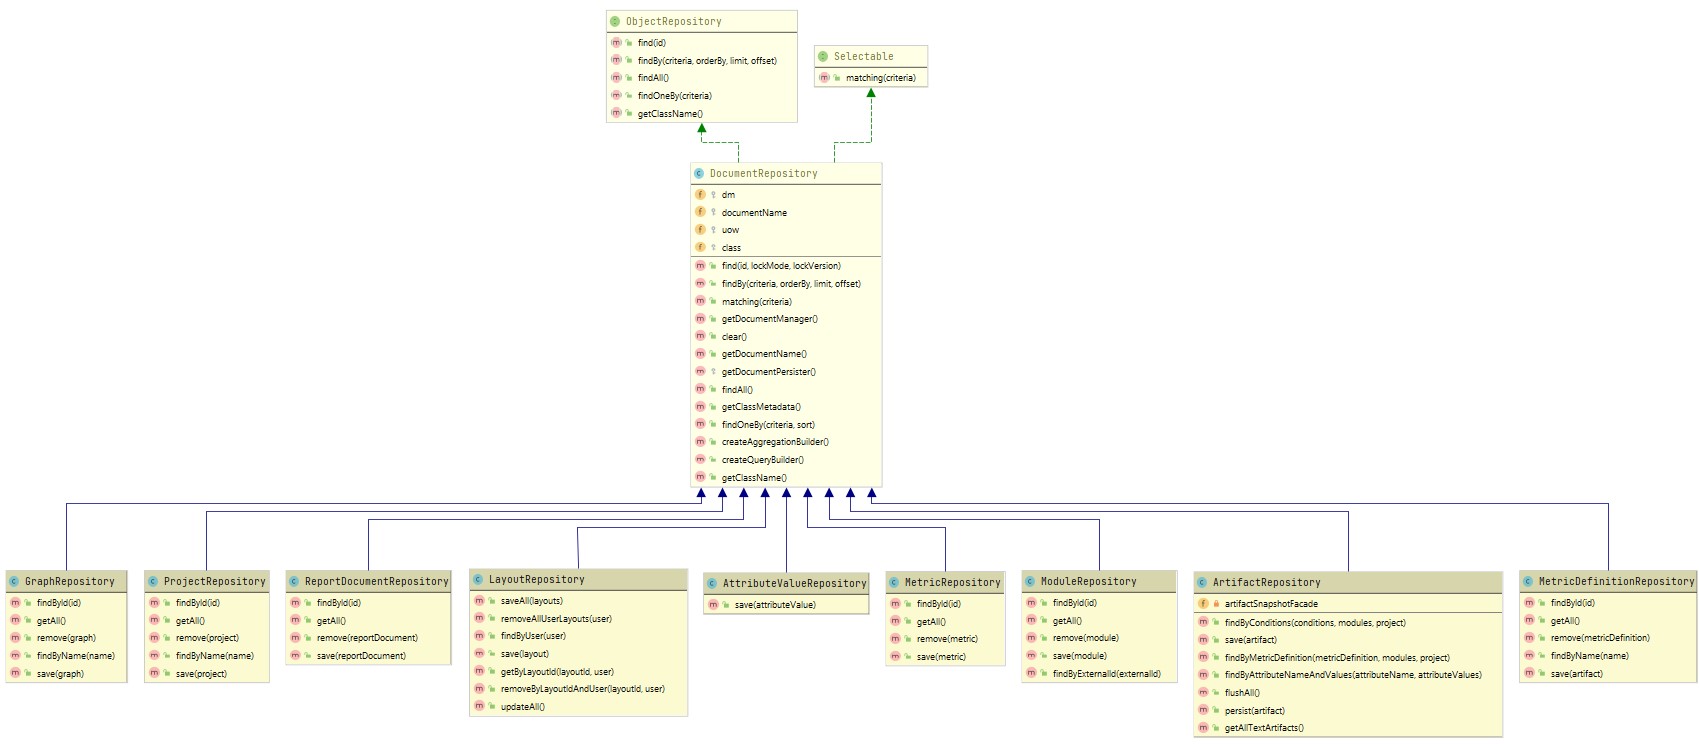 ObjectRepository
find(id)
findBy(criteria, orderBy, limit, offset)
findAll()
findOneBy(criteria)
getClassName()
Selectable
matching(criteria)
DocumentRepository
dm
documentName
uow
class
find(id, lockMode, lockVersion)
findBy(criteria, orderBy, limit, offset)
matching(criteria)
getDocumentManager()
clear()
getDocumentName()
getDocumentPersister()
findAll()
getClassMetadata()
findOneBy(criteria, sort)
createAggregationBuilder()
createQueryBuilder()
getClassName()
GraphRepository
findById(id)
getAll()
remove(graph)
findByName(name)
save(graph)
ProjectRepository
findById(id)
getAll()
remove(project)
findByName(name)
save(project)
ReportDocumentRepository
findById(id)
getAll()
remove(reportDocument)
save(reportDocument)
LayoutRepository
saveAll(layouts)
removeAllUserLayouts(user)
findByUser(user)
save(layout)
getByLayoutId(layoutId, user)
removeByLayoutIdAndUser(layoutId, user)
updateAll()
AttributeValueRepository
save(attributeValue)
MetricRepository
findById(id)
getAll()
remove(metric)
save(metric)
ModuleRepository
findById(id)
getAll()
remove(module)
save(module)
findByExternalId(externalId)
ArtifactRepository
artifactSnapshotFacade
findByConditions(conditions, modules, project)
save(artifact)
findByMetricDefinition(metricDefinition, modules, project)
findByAttributeNameAndValues(attributeName, attributeValues)
flushAll()
persist(artifact)
getAllTextArtifacts()
MetricDefinitionRepository
findById(id)
getAll()
remove(metricDefinition)
findByName(name)
save(artifact)